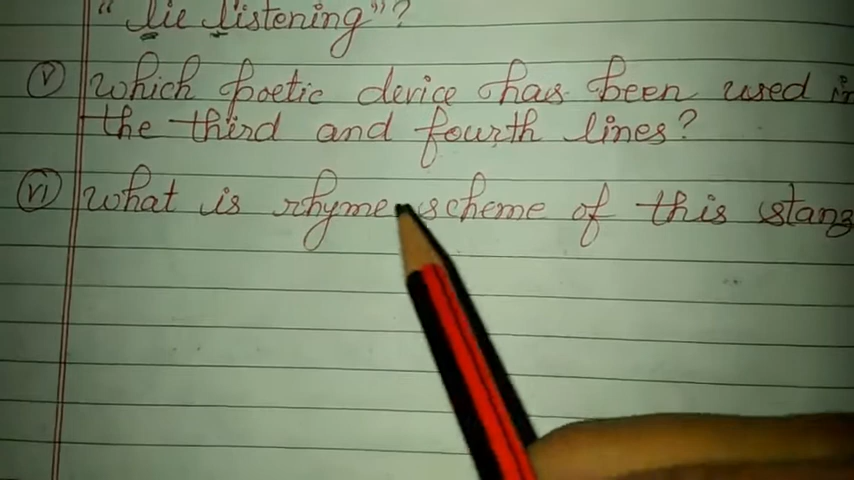 "lie listening"?
(v) which poetic device has been used in
the third and fourth lines?
(vi) what is rhyme scheme of this stanz